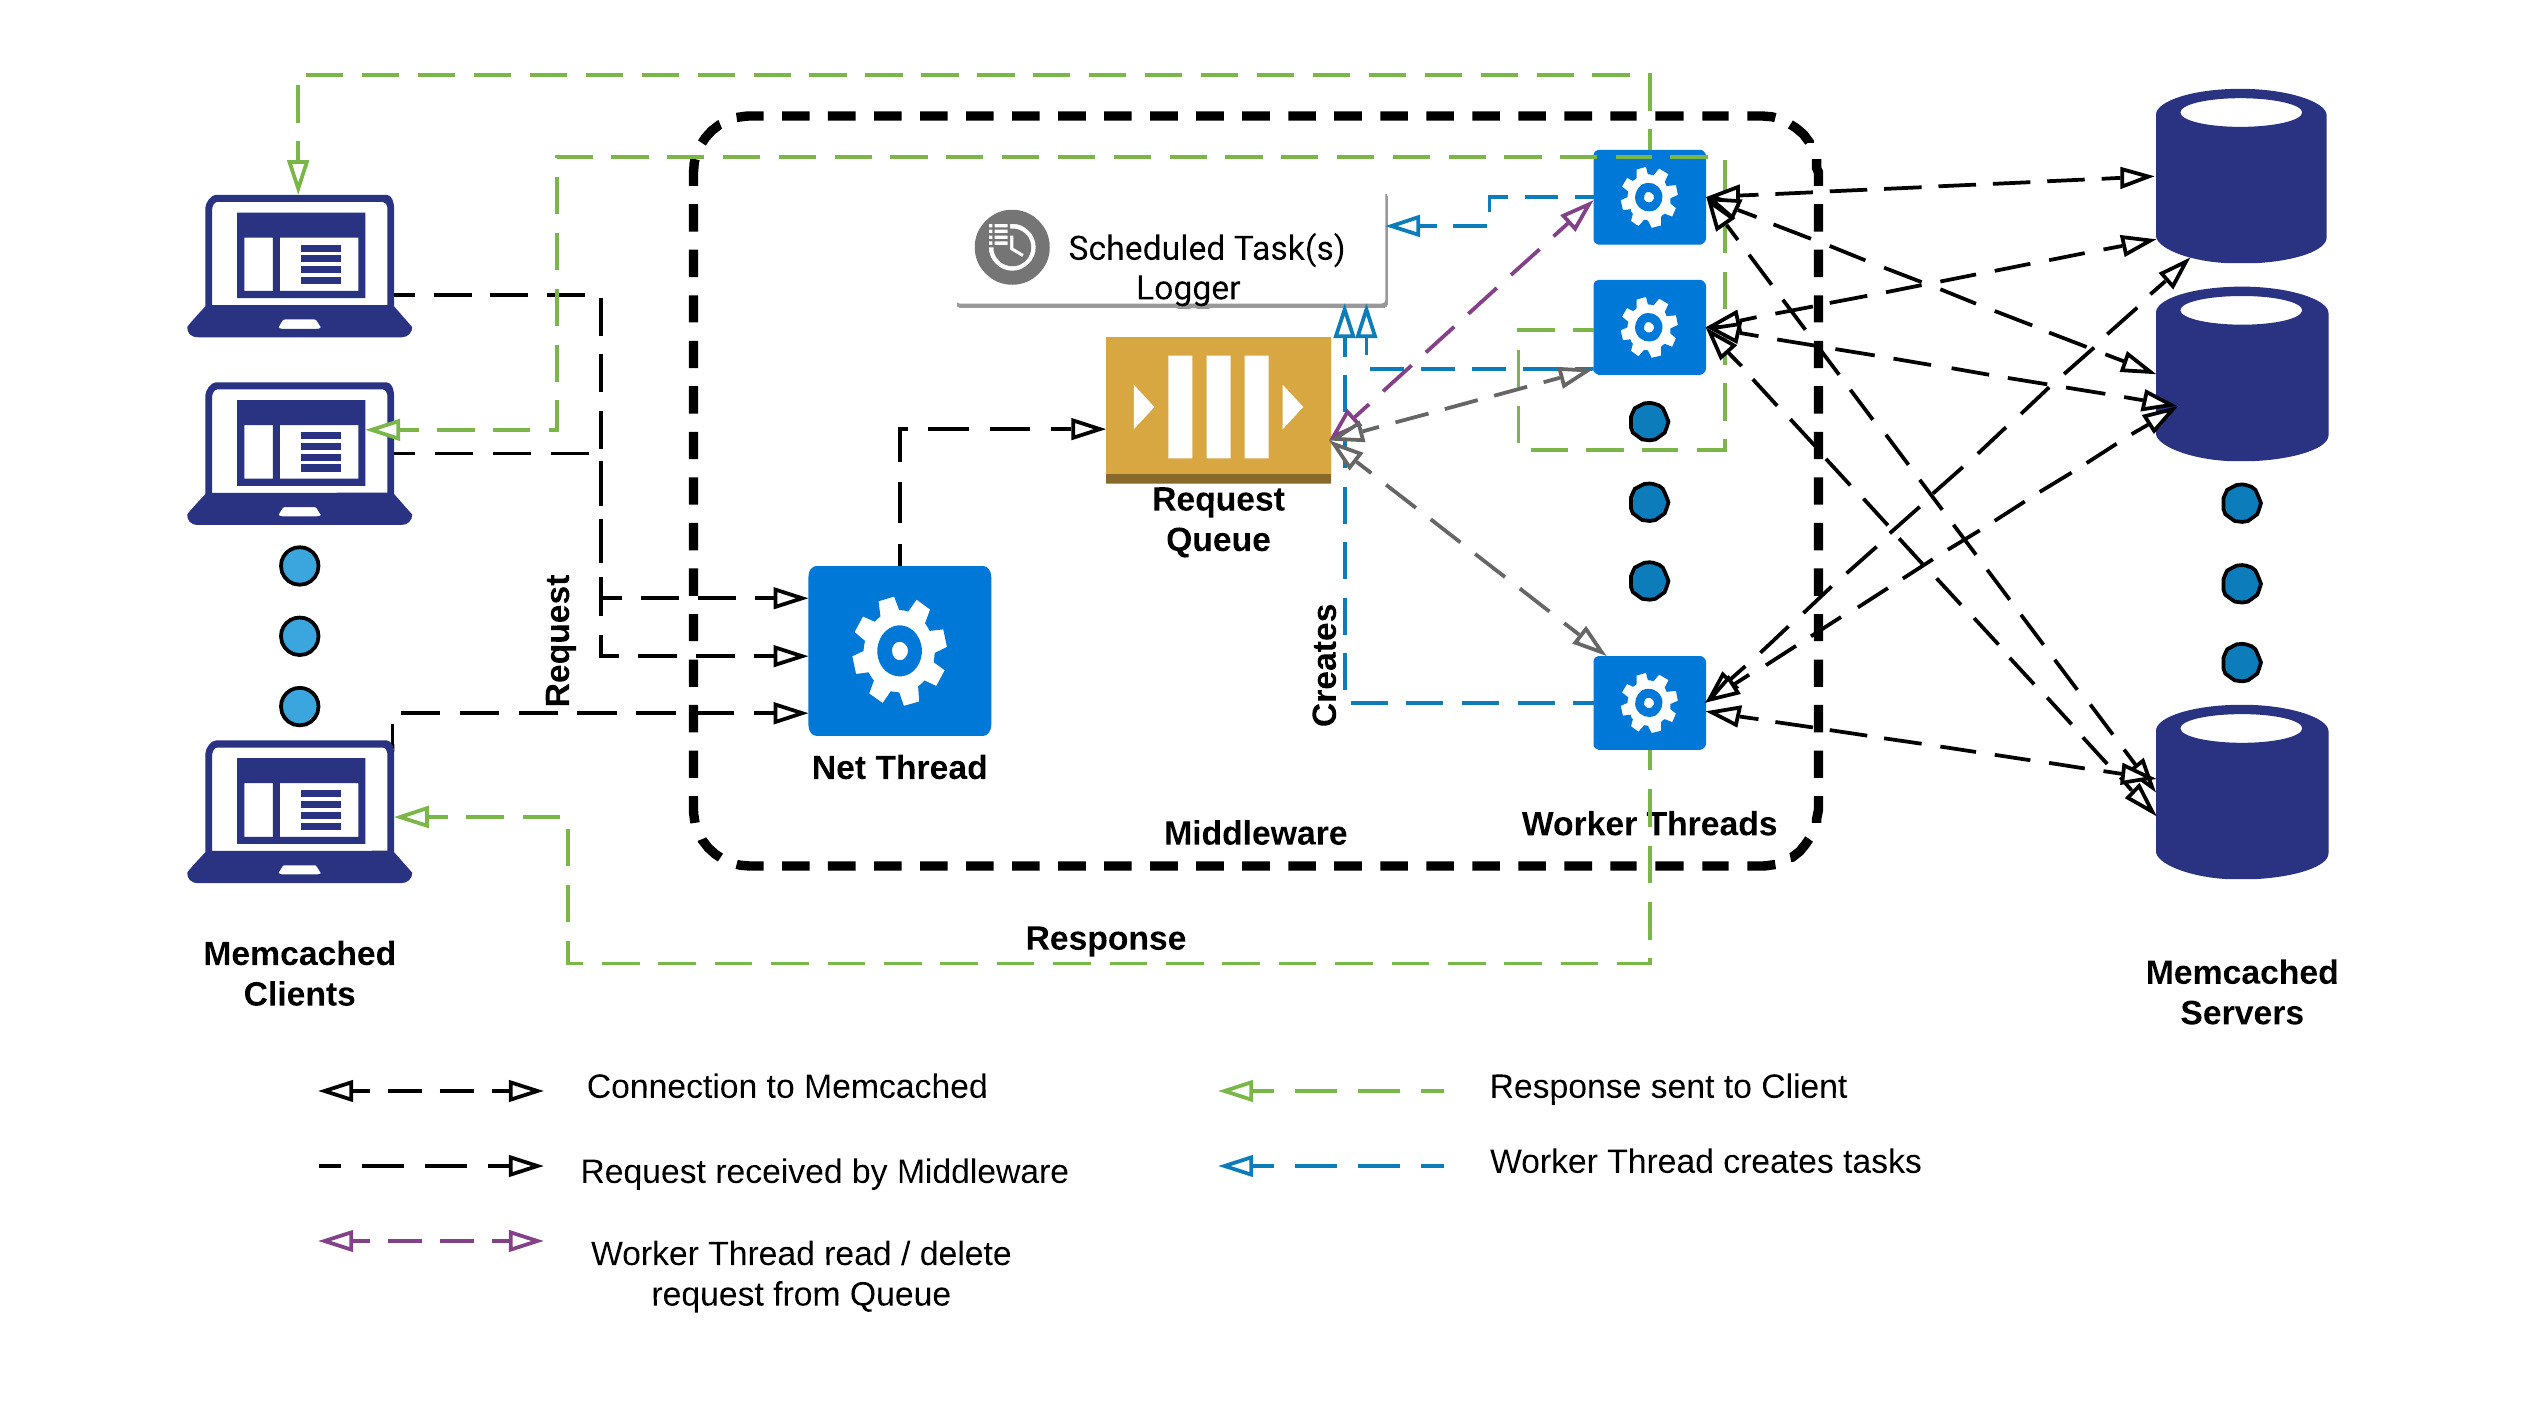 Scheduled Task(s)
Logger
Request
Queue
Request
Creates
Net Thread
Middleware
Worker Threads
Response
Memcached
Clients
Memcached
Servers
Connection to Memcached
Response sent to Client
Request received by Middleware
Worker Thread creates tasks
Worker Thread read / delete
request from Queue